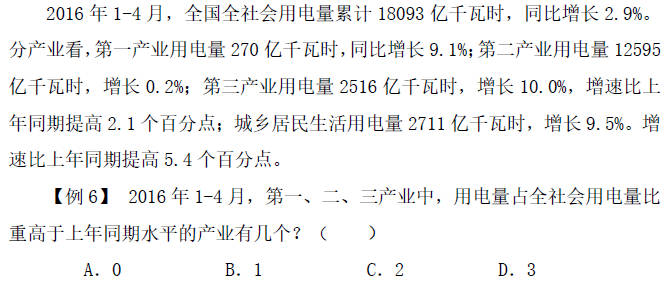 2016 年 1-4 月，全国全社会用电量累计 18093 亿千瓦时，同比增长 2.9%。
分产业看，第一产业用电量 270 亿千瓦时，同比增长 9.1%；第二产业用电量 12595
亿千瓦时，增长 0.2%；第三产业用电量 2516 亿千瓦时，增长 10.0%，增速比上
年同期提高 2.1 个百分点；城乡居民生活用电量 2711 亿千瓦时，增长 9.5%。增
速比上年同期提高 5.4 个百分点。
【例 6】 2016 年 1-4 月，第一、二、三产业中，用电量占全社会用电量比
重高于上年同期水平的产业有几个？（　　）
A. 0　　B. 1　　C. 2　　D. 3